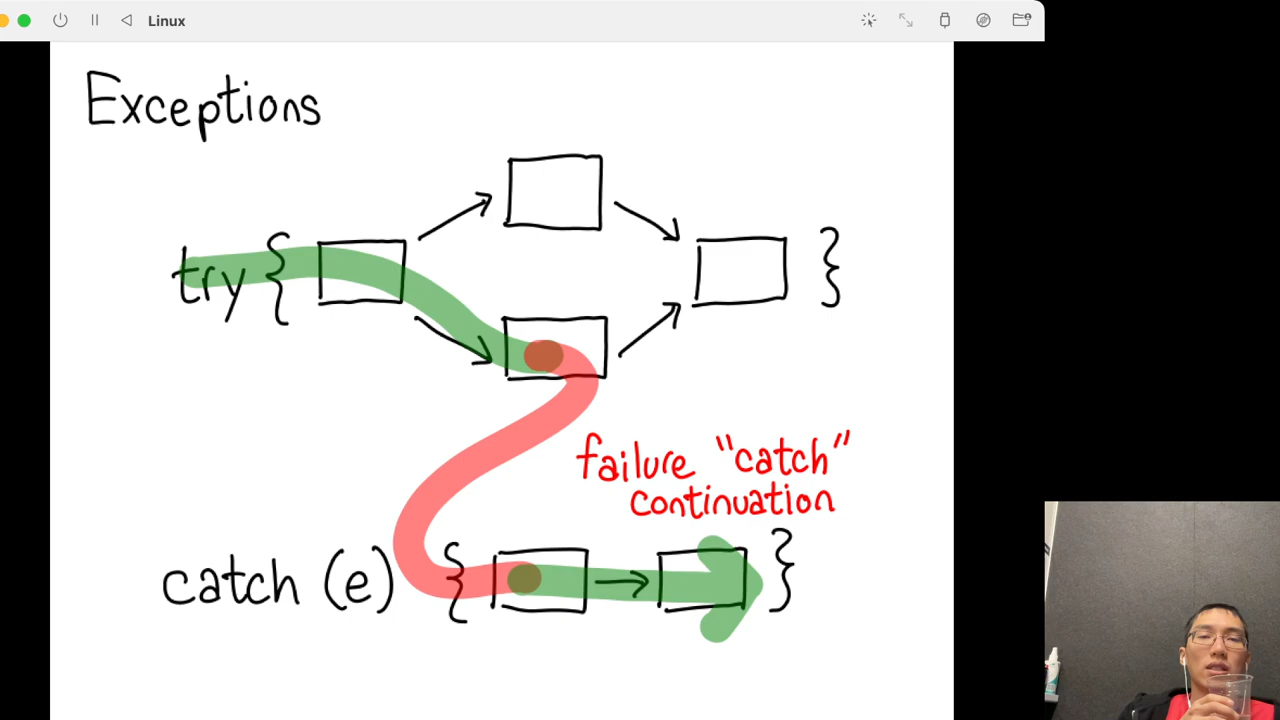 Linux
Exceptions
try {
}
failure "catch"
continuation
catch (e) { }